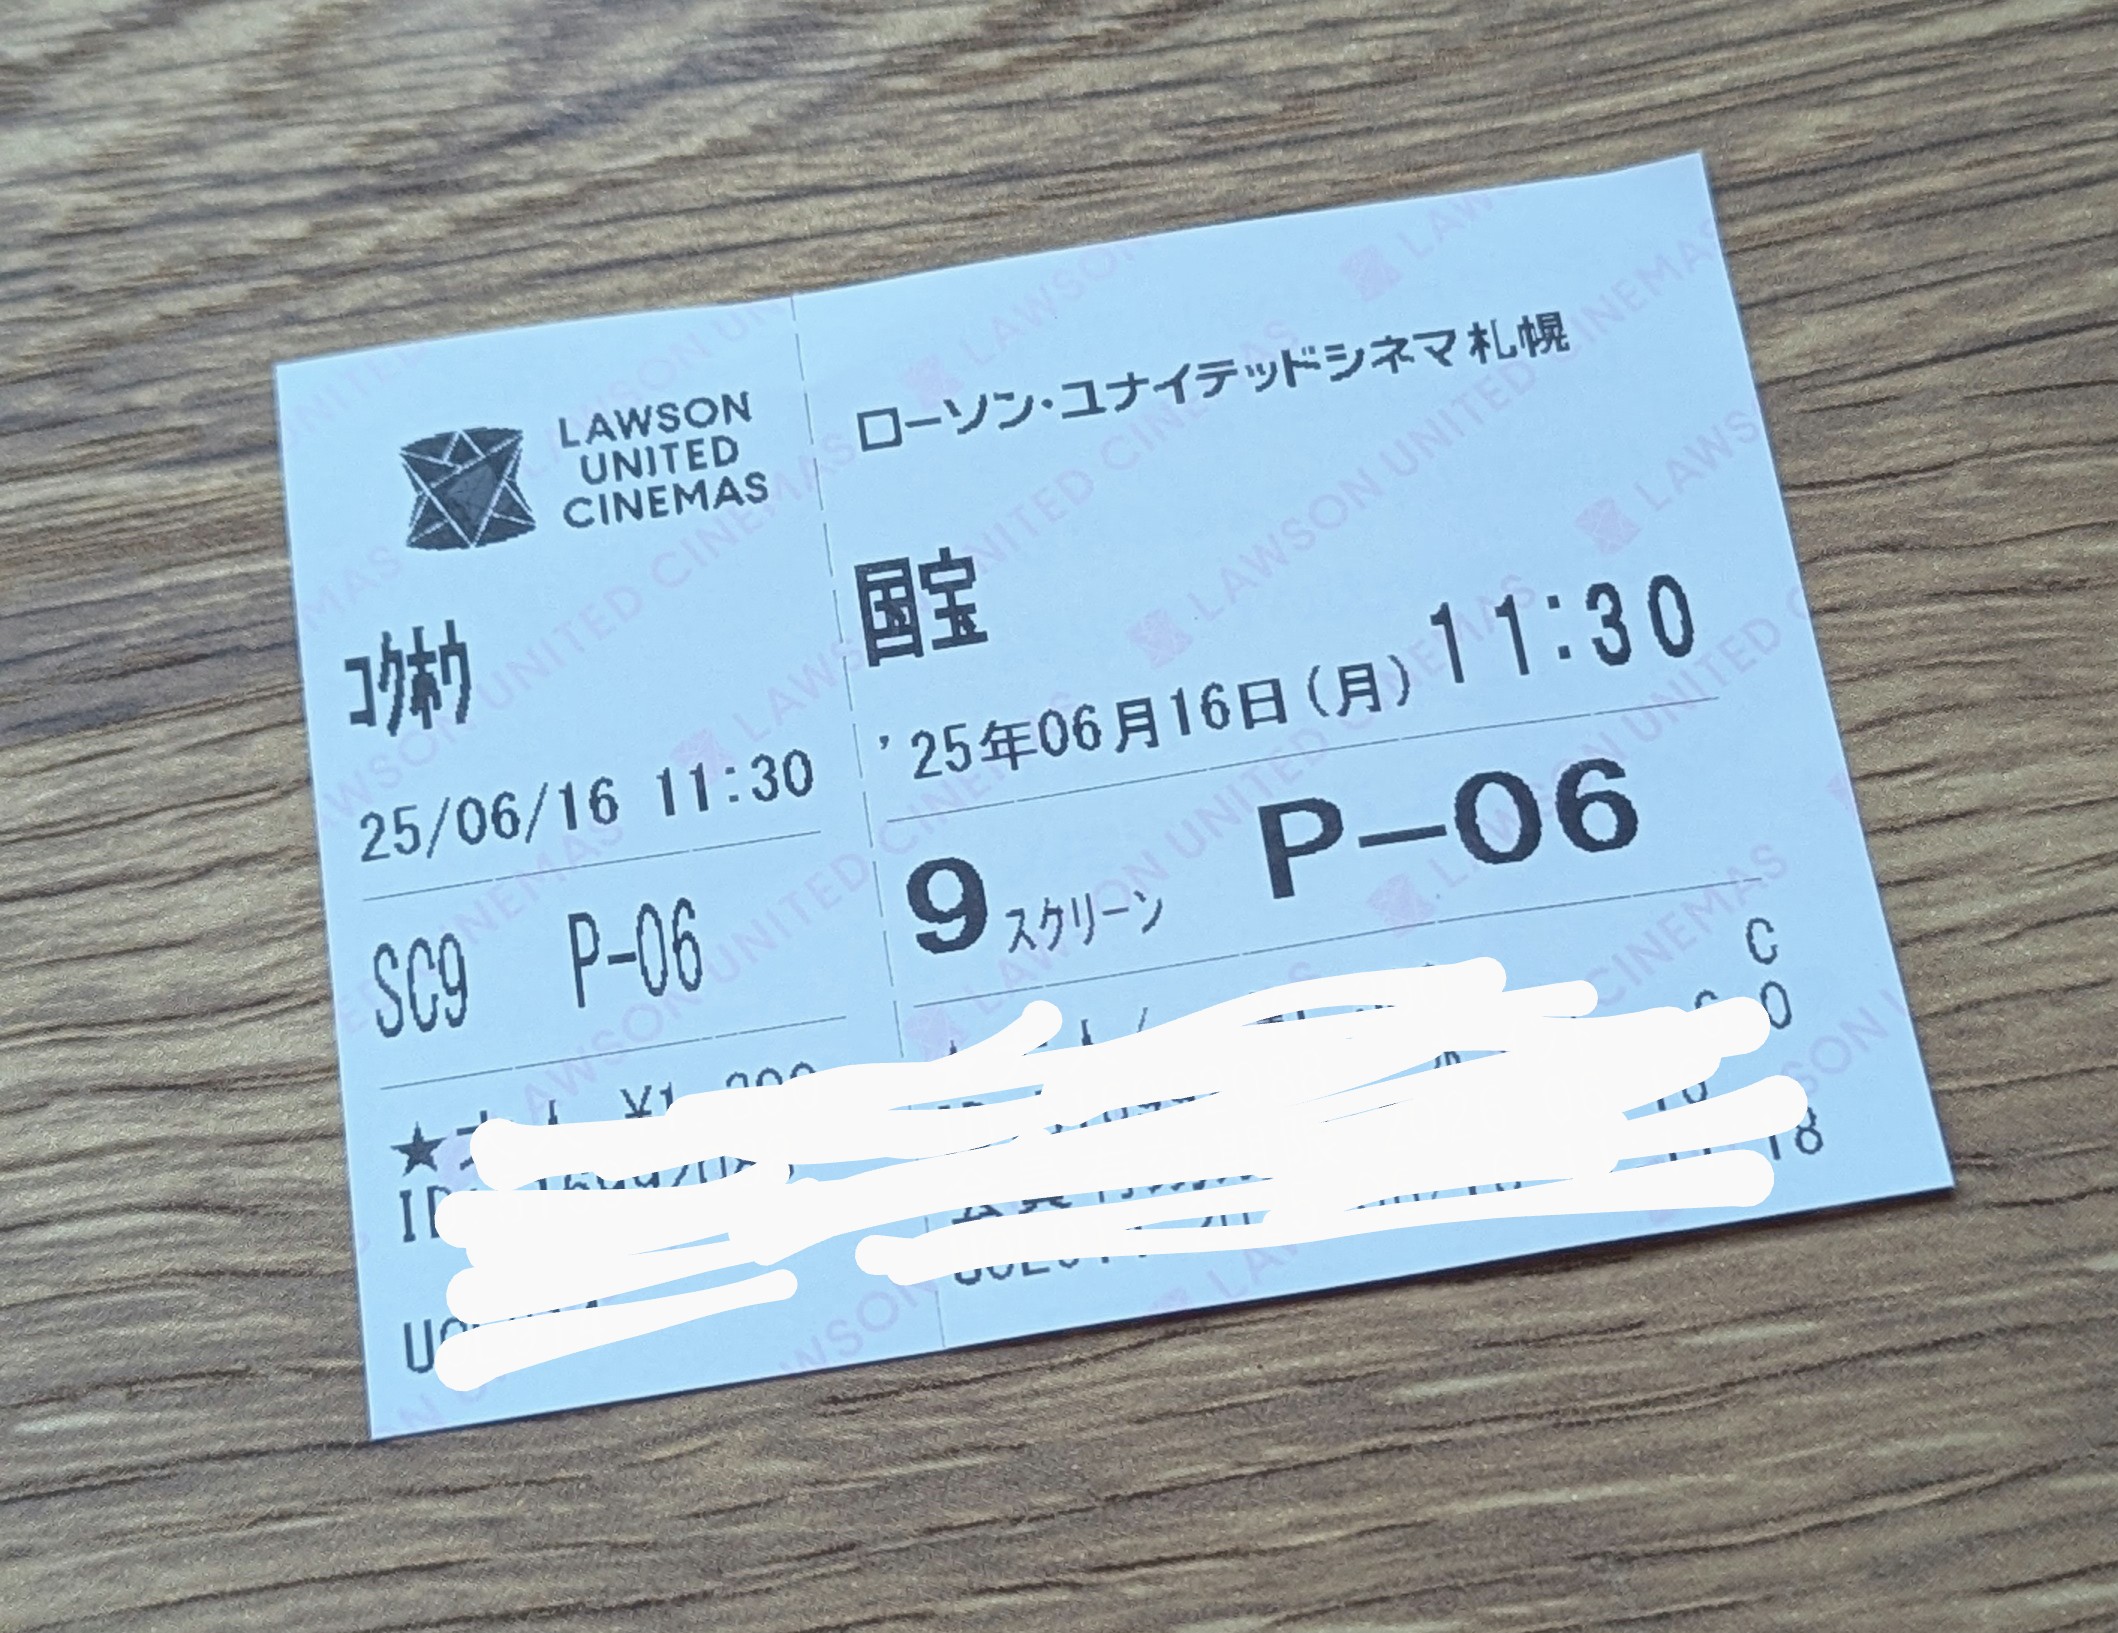 LAWSON
UNITED
CINEMAS
コクホウ
25/06/16 11:30
SC9 P-06
ローソン・ユナイテッドシネマ札幌
国宝
'25年06月16日(月) 11:30
9スクリーン P-06
C